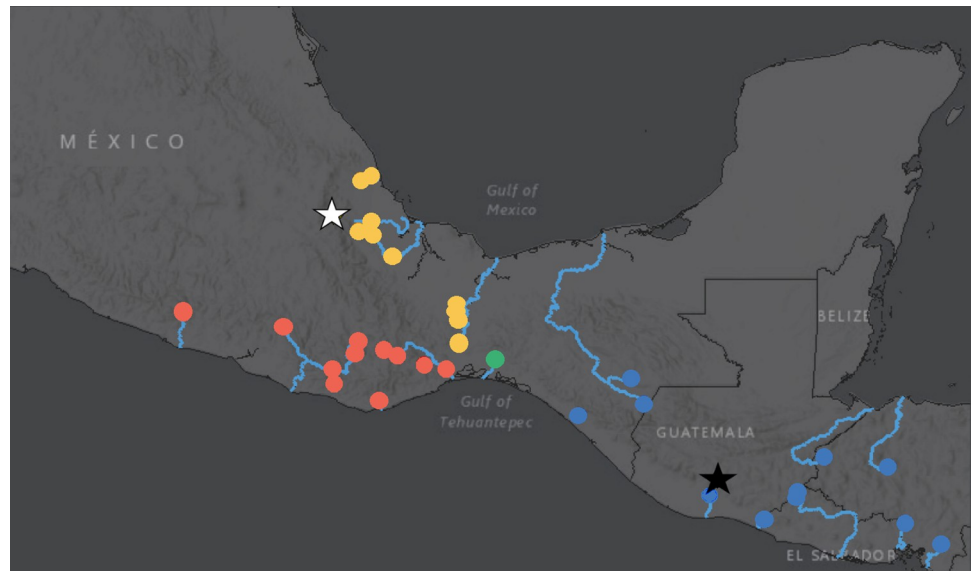 MÉXICO
Gulf of
Mexico
BELIZE
Gulf of
Tehuantepec
GUATEMALA
EL SALVADOR